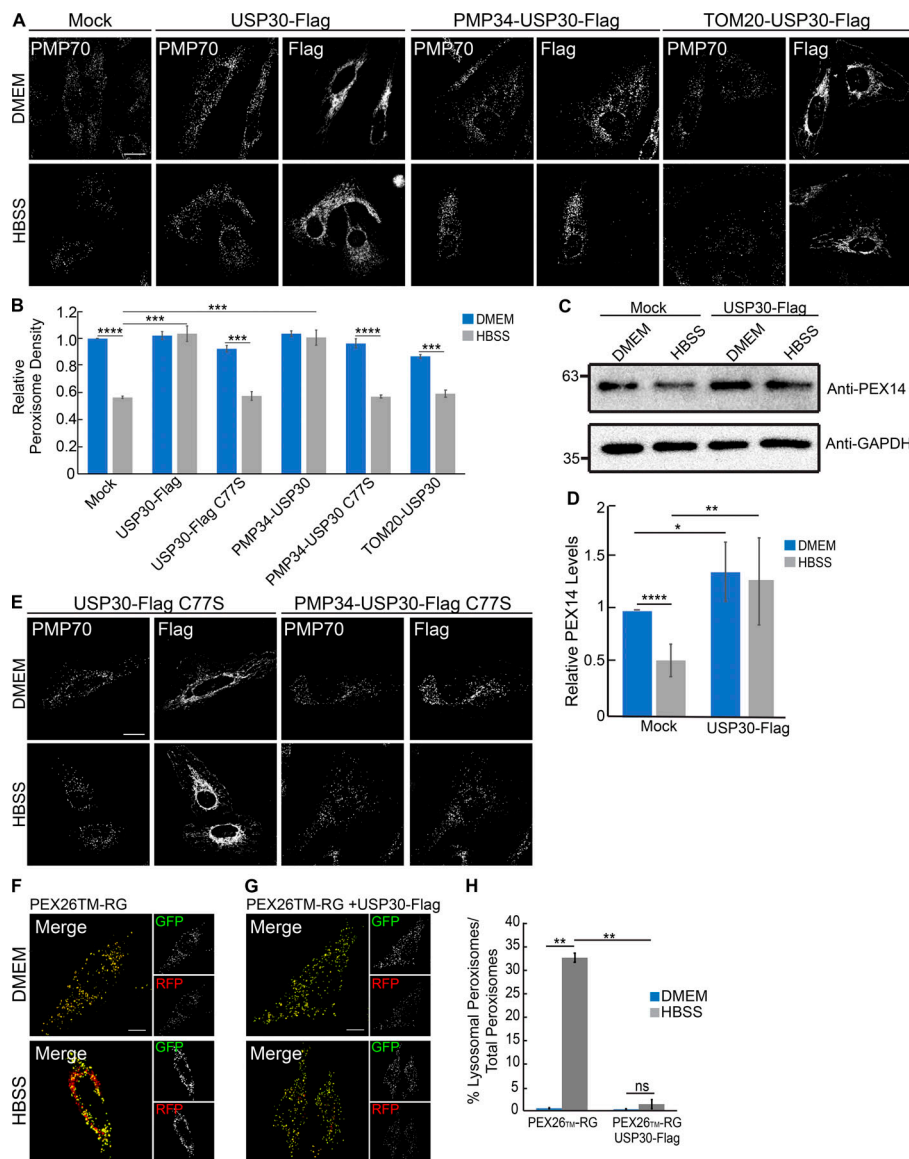 A
Mock
USP30-Flag
PMP34-USP30-Flag
TOM20-USP30-Flag
PMP70
PMP70
Flag
PMP70
Flag
PMP70
Flag
DMEM
HBSS
B
Relative
Peroxisome Density
1.2
1.0
0.8
0.6
0.4
0.2
0
****
***
***
***
****
***
DMEM
HBSS
Mock
USP30-Flag
USP30-Flag C77S
PMP34-USP30
PMP34-USP30 C77S
TOM20-USP30
C
Mock
USP30-Flag
DMEM
HBSS
DMEM
HBSS
63
Anti-PEX14
35
Anti-GAPDH
D
Relative PEX14 Levels
2
1.5
1
0.5
0
****
*
**
DMEM
HBSS
Mock
USP30-Flag
E
USP30-Flag C77S
PMP34-USP30-Flag C77S
PMP70
Flag
PMP70
Flag
DMEM
HBSS
F
PEX26TM-RG
Merge
GFP
RFP
DMEM
Merge
GFP
RFP
HBSS
G
PEX26TM-RG +USP30-Flag
Merge
GFP
RFP
Merge
GFP
RFP
H
% Lysosomal Peroxisomes/
Total Peroxisomes
40
35
30
25
20
15
10
5
0
**
**
ns
DMEM
HBSS
PEX26TM-RG
PEX26TM-RG
USP30-Flag